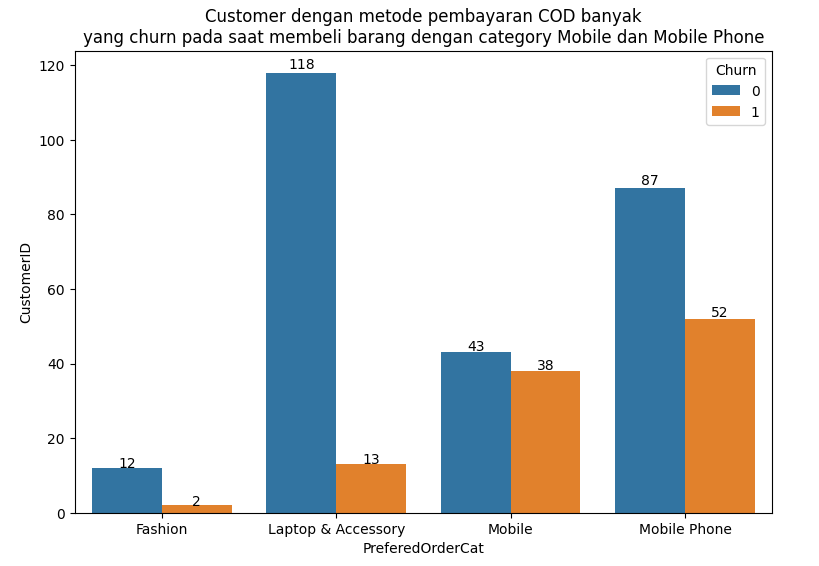 Customer dengan metode pembayaran COD banyak
yang churn pada saat membeli barang dengan category Mobile dan Mobile Phone
Churn
0
1
120
100
80
60
40
20
0
CustomerID
12
2
118
13
43
38
87
52
Fashion
Laptop & Accessory
Mobile
Mobile Phone
PreferedOrderCat